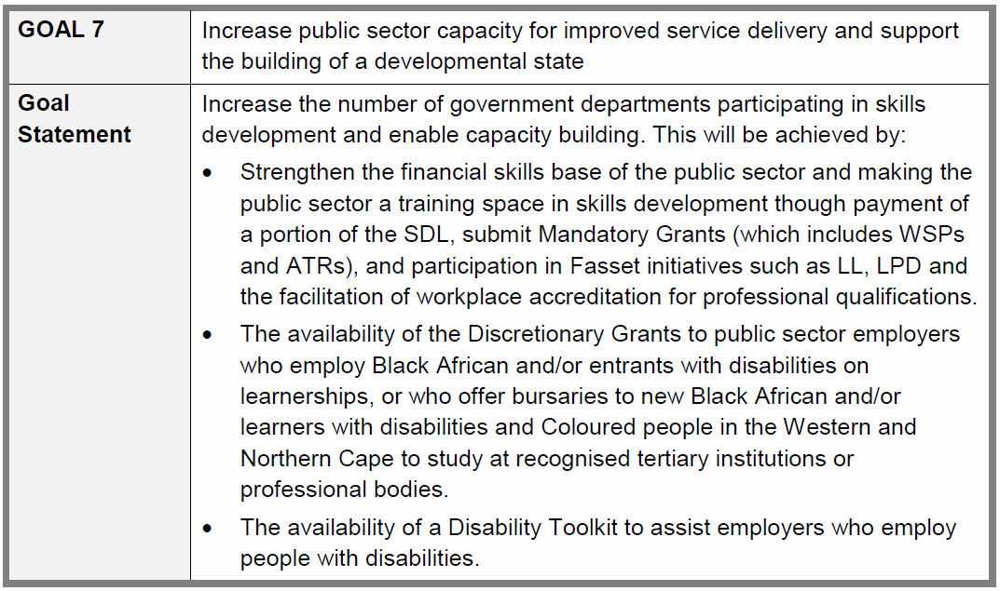 GOAL 7
Increase public sector capacity for improved service delivery and support
the building of a developmental state
Goal
Statement
Increase the number of government departments participating in skills
development and enable capacity building. This will be achieved by:
• Strengthen the financial skills base of the public sector and making the
public sector a training space in skills development though payment of
a portion of the SDL, submit Mandatory Grants (which includes WSPs
and ATRs), and participation in Fasset initiatives such as LL, LPD and
the facilitation of workplace accreditation for professional qualifications.
• The availability of the Discretionary Grants to public sector employers
who employ Black African and/or entrants with disabilities on
learnerships, or who offer bursaries to new Black African and/or
learners with disabilities and Coloured people in the Western and
Northern Cape to study at recognised tertiary institutions or
professional bodies.
• The availability of a Disability Toolkit to assist employers who employ
people with disabilities.